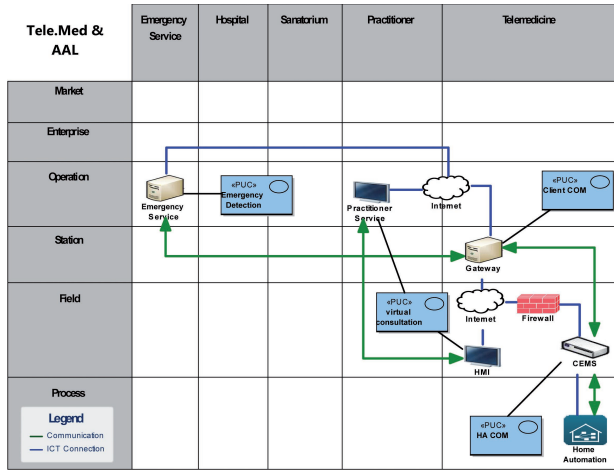 Tele.Med &
AAL
Emergency
Service
Hospital
Sanatorium
Practitioner
Telemredicine
Market
Enterprise
Operation
Emergency
Service
«PUC»
Emergency
Detection
Practitioner
Service
Internet
«PUC»
Client COM
Station
Gateway
Field
«PUC»
virtual
consultation
Internet
Firewall
HMI
CEMS
Process
Legend
Communication
ICT Connection
«PUC»
HA COM
Home
Automation